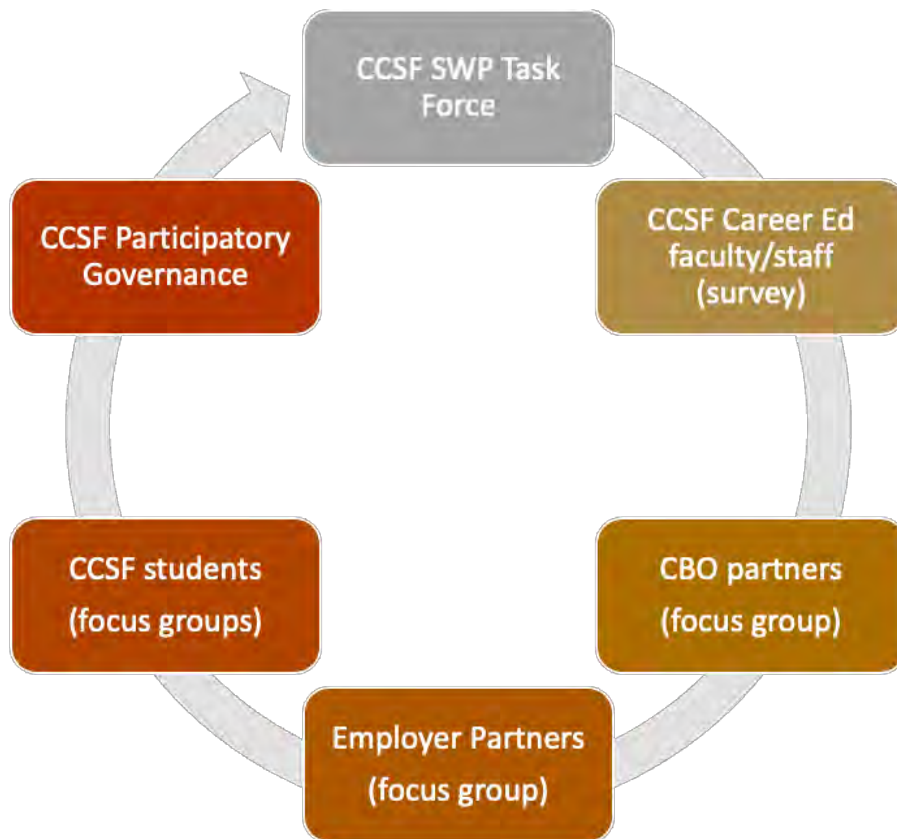 CCSF SWP Task
Force
CCSF Career Ed
faculty/staff
(survey)
CBO partners
(focus group)
Employer Partners
(focus group)
CCSF students
(focus groups)
CCSF Participatory
Governance